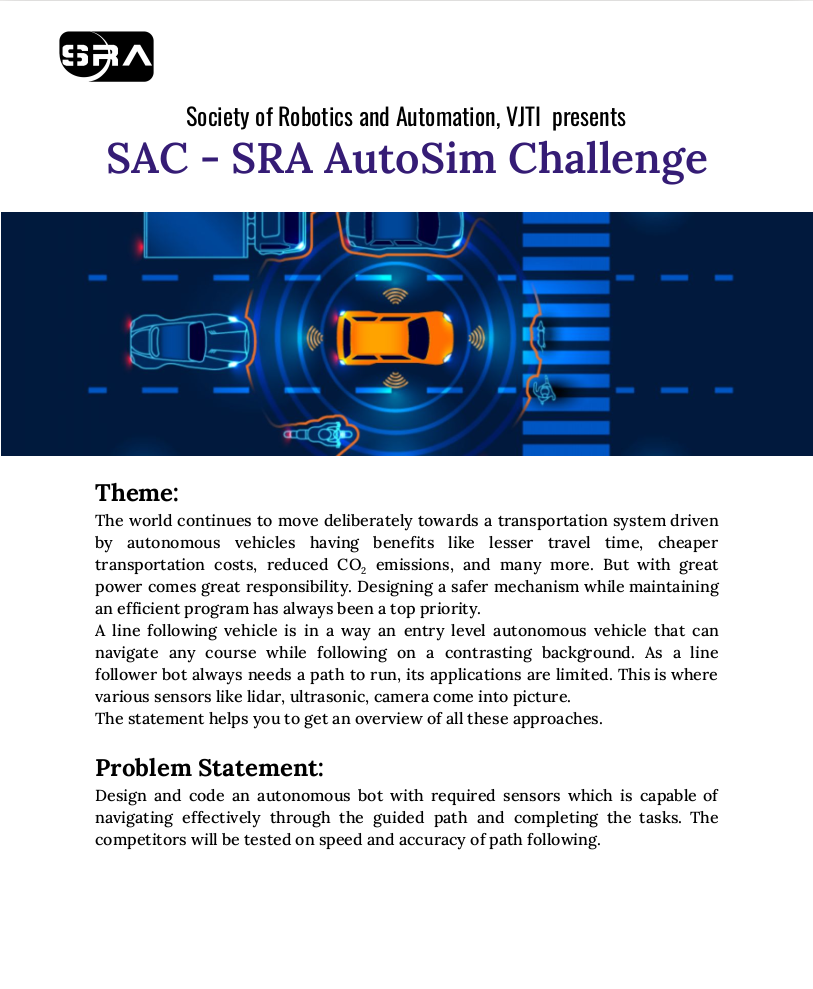 SRA
Society of Robotics and Automation, VJTI presents
SAC - SRA AutoSim Challenge
Theme:
The world continues to move deliberately towards a transportation system driven
by autonomous vehicles having benefits like lesser travel time, cheaper
transportation costs, reduced CO₂ emissions, and many more. But with great
power comes great responsibility. Designing a safer mechanism while maintaining
an efficient program has always been a top priority.
A line following vehicle is in a way an entry level autonomous vehicle that can
navigate any course while following on a contrasting background. As a line
follower bot always needs a path to run, its applications are limited. This is where
various sensors like lidar, ultrasonic, camera come into picture.
The statement helps you to get an overview of all these approaches.
Problem Statement:
Design and code an autonomous bot with required sensors which is capable of
navigating effectively through the guided path and completing the tasks. The
competitors will be tested on speed and accuracy of path following.